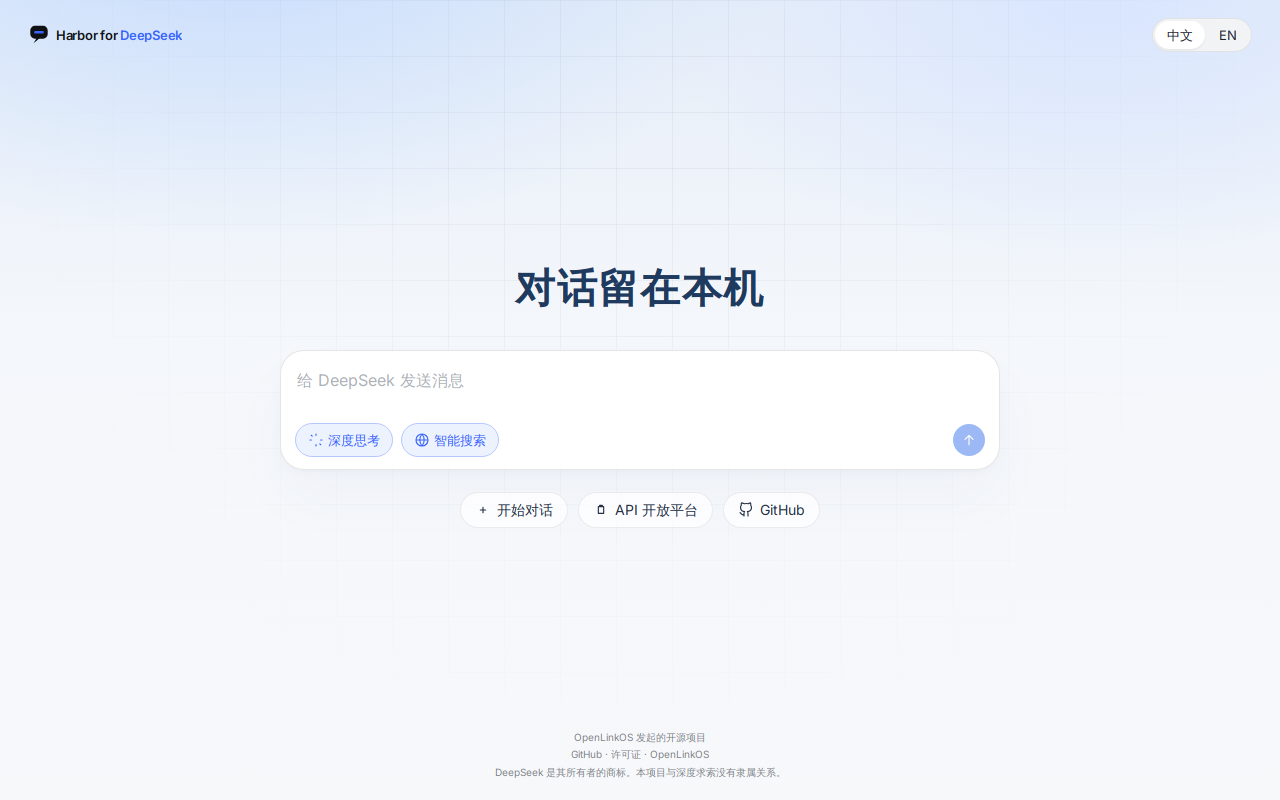 Harbor for DeepSeek
中文 EN
对话留在本机
给 DeepSeek 发送消息
深度思考 智能搜索
开始对话 API 开放平台 GitHub
OpenLinkOS 发起的开源项目
GitHub · 许可证 · OpenLinkOS
DeepSeek 是其所有者的商标。本项目与深度求索没有隶属关系。